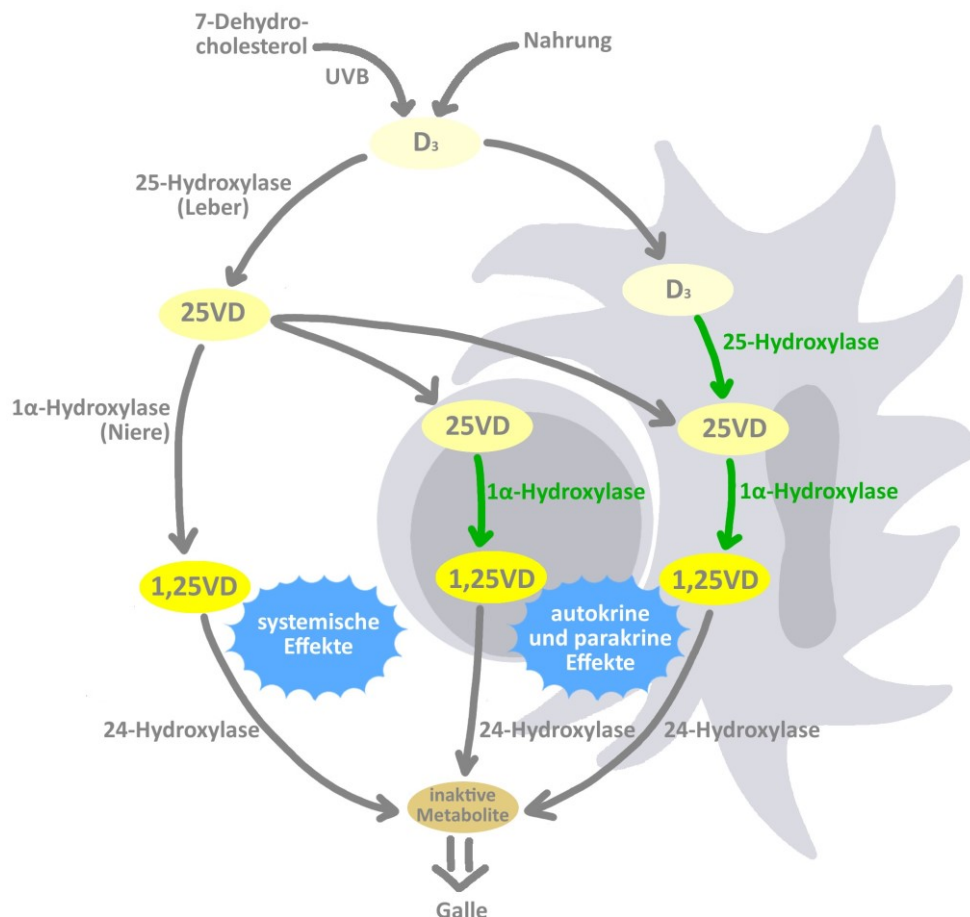 7-Dehydro-
cholesterol
Nahrung
UVB
D₃
25-Hydroxylase
(Leber)
D₃
25VD
25-Hydroxylase
1α-Hydroxylase
(Niere)
25VD
25VD
1α-Hydroxylase
1α-Hydroxylase
1,25VD
1,25VD
1,25VD
systemische
Effekte
autokrine
und parakrine
Effekte
24-Hydroxylase
24-Hydroxylase
24-Hydroxylase
inaktive
Metabolite
Galle